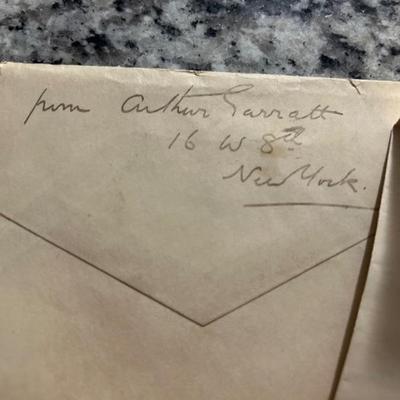 from Arthur Garratt
16 W 8th
New York.